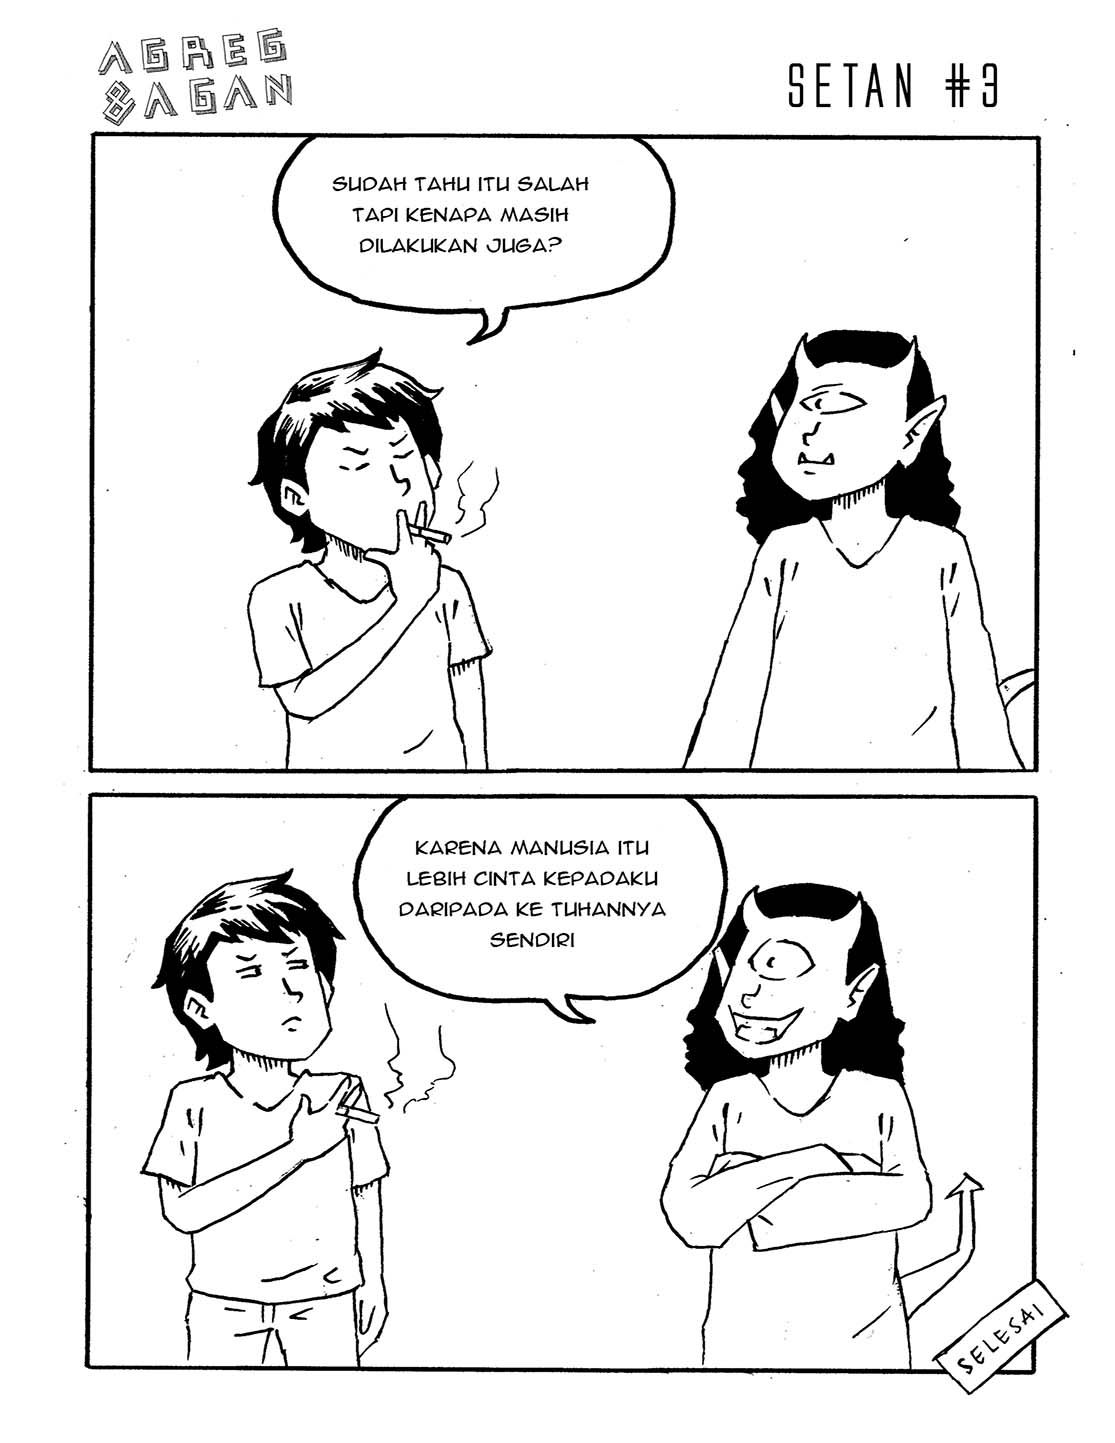 AGREG
& AGAN
SETAN #3
SUDAH TAHU ITU SALAH
TAPI KENAPA MASIH
DILAKUKAN JUGA?
KARENA MANUSIA ITU
LEBIH CINTA KEPADAKU
DARIPADA KE TUHANNYA
SENDIRI
SELESAI